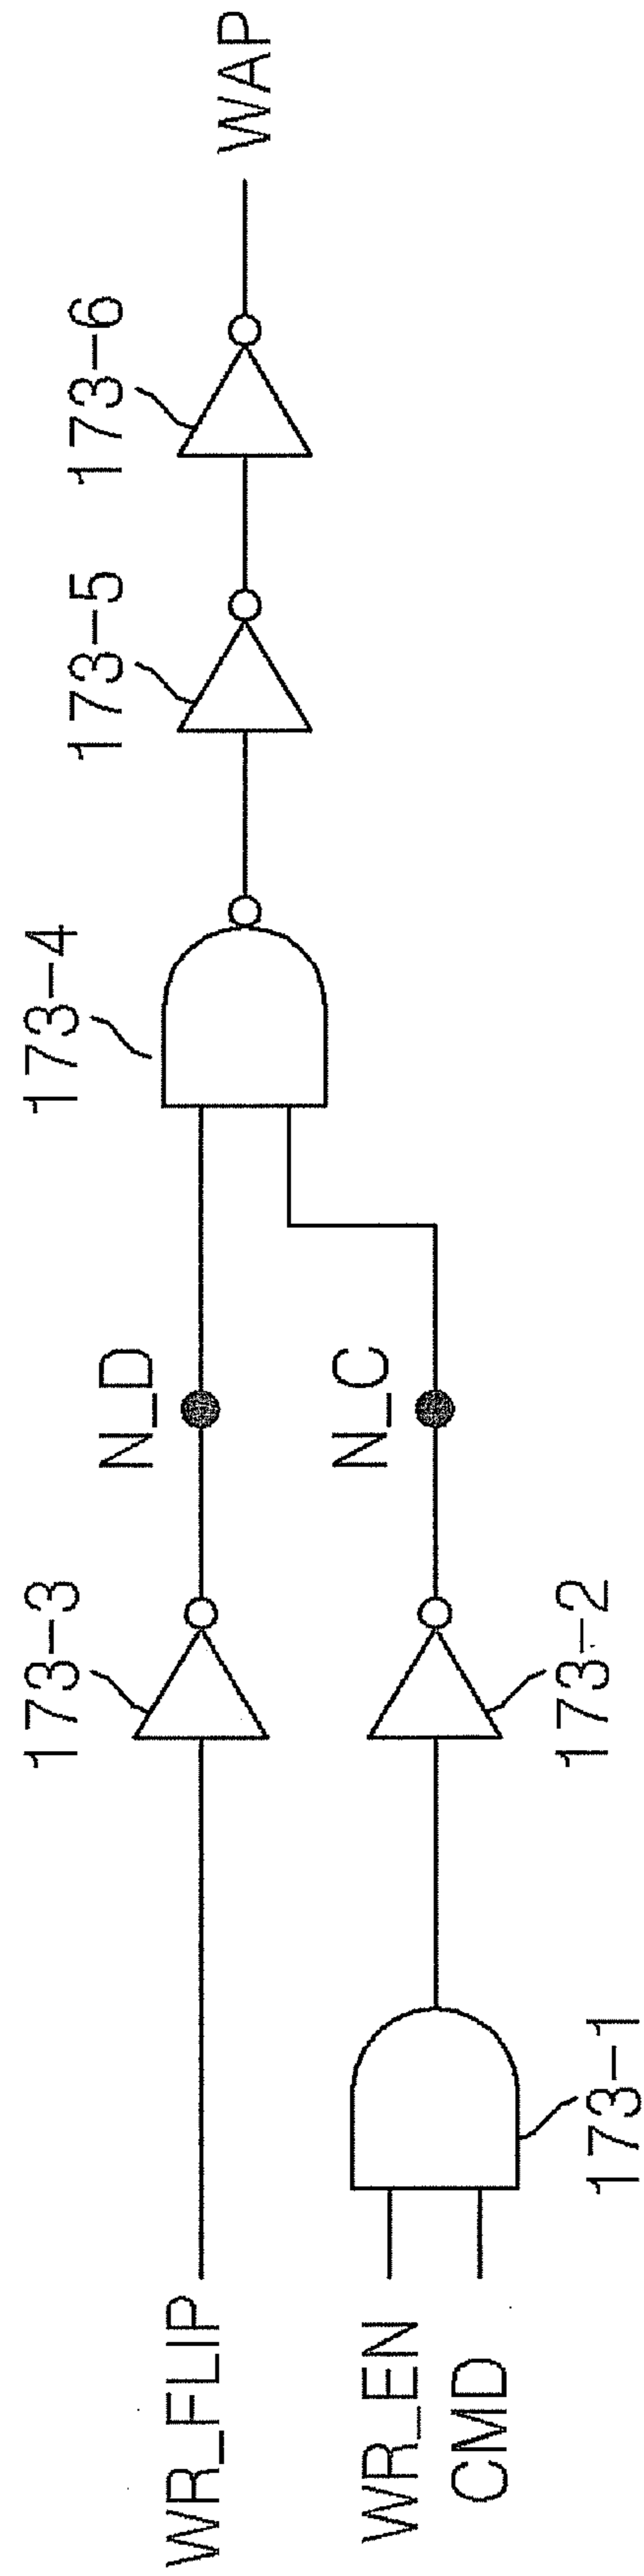 WR_FLIP
WR_EN
CMD
173-1
173-2
173-3
N_D
N_C
173-4
173-5
173-6
WAP